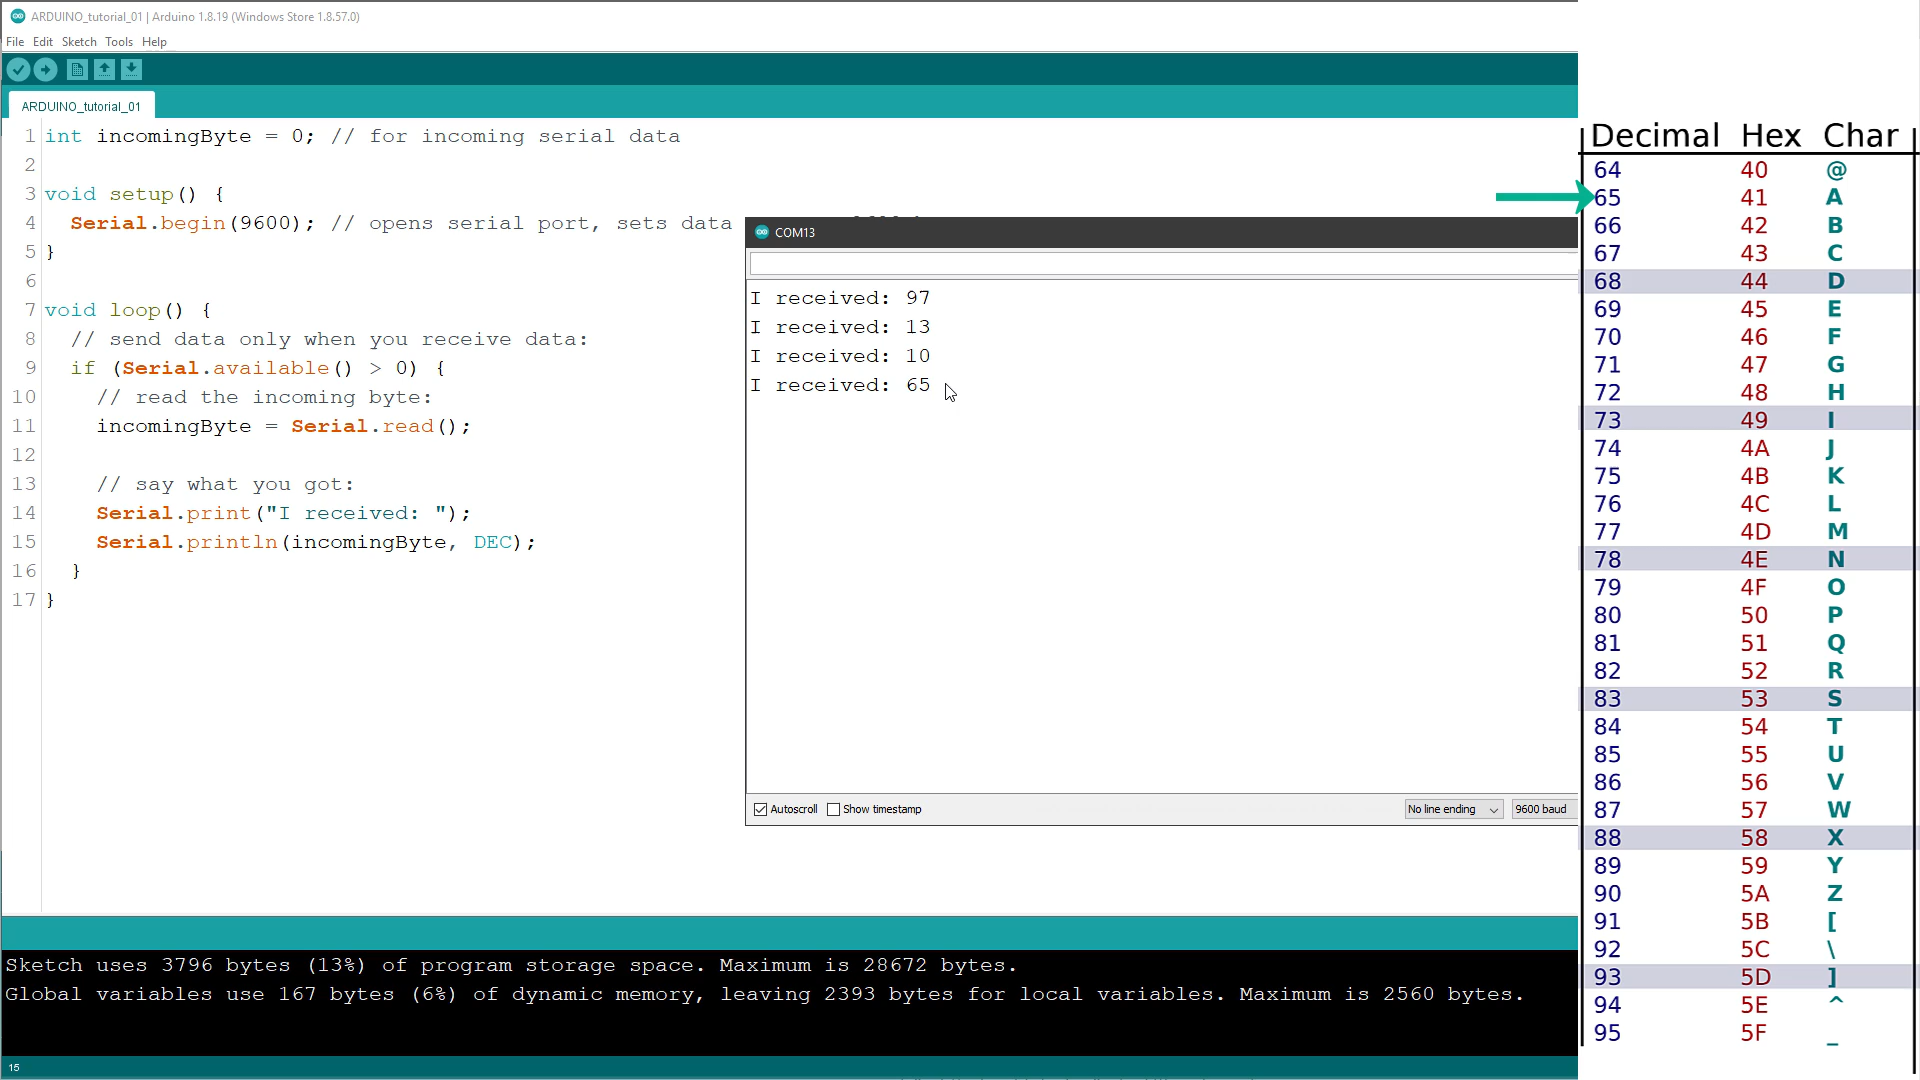 ARDUINO_tutorial_01 | Arduino 1.8.19 (Windows Store 1.8.57.0)
File Edit Sketch Tools Help
ARDUINO_tutorial_01
1 int incomingByte = 0; // for incoming serial data
2
3 void setup() {
4 Serial.begin(9600); // opens serial port, sets data
5 }
6
7 void loop() {
8 // send data only when you receive data:
9 if (Serial.available() > 0) {
10 // read the incoming byte:
11 incomingByte = Serial.read();
12
13 // say what you got:
14 Serial.print("I received: ");
15 Serial.println(incomingByte, DEC);
16 }
17 }
COM13
I received: 97
I received: 13
I received: 10
I received: 65
Autoscroll Show timestamp No line ending 9600 baud
Sketch uses 3796 bytes (13%) of program storage space. Maximum is 28672 bytes.
Global variables use 167 bytes (6%) of dynamic memory, leaving 2393 bytes for local variables. Maximum is 2560 bytes.
15
Decimal Hex Char
64 40 @
65 41 A
66 42 B
67 43 C
68 44 D
69 45 E
70 46 F
71 47 G
72 48 H
73 49 I
74 4A J
75 4B K
76 4C L
77 4D M
78 4E N
79 4F O
80 50 P
81 51 Q
82 52 R
83 53 S
84 54 T
85 55 U
86 56 V
87 57 W
88 58 X
89 59 Y
90 5A Z
91 5B [
92 5C \
93 5D ]
94 5E ^
95 5F _